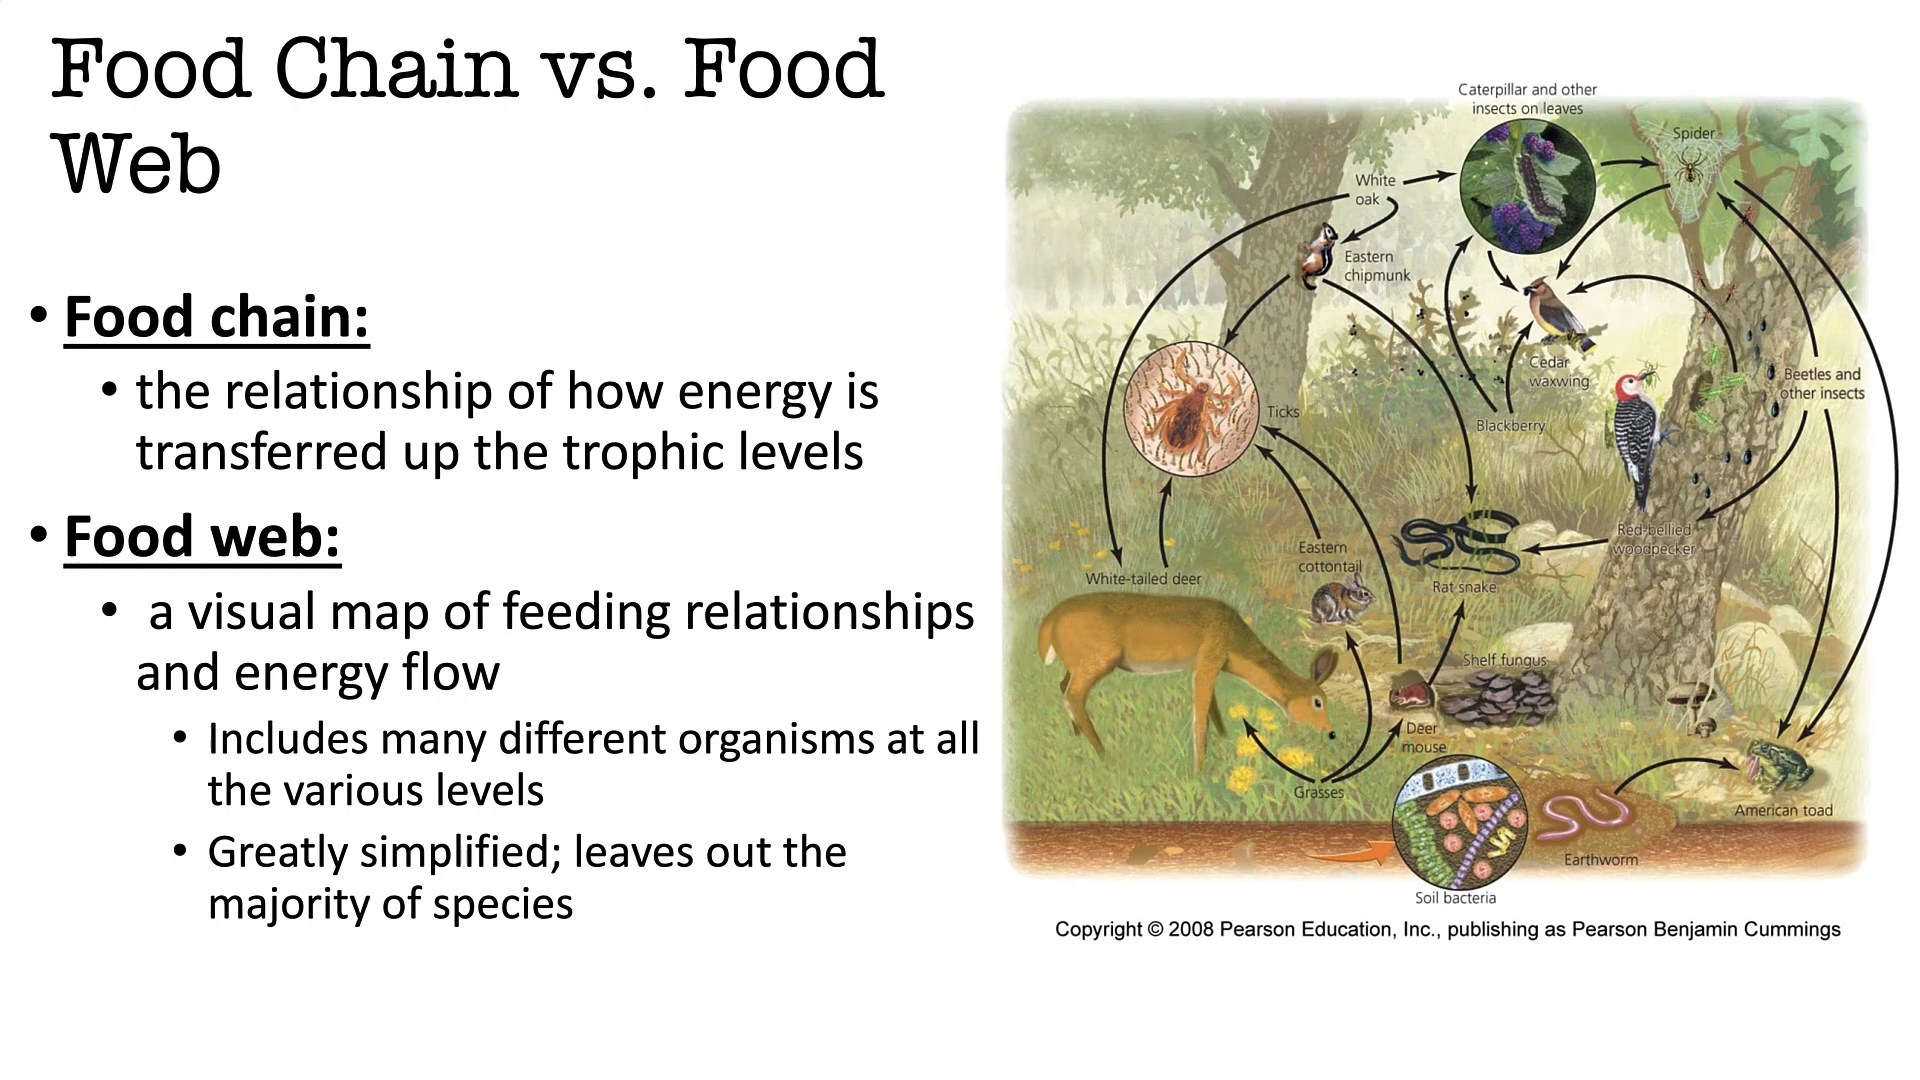 Food Chain vs. Food
Web
• Food chain:
• the relationship of how energy is
transferred up the trophic levels
• Food web:
• a visual map of feeding relationships
and energy flow
• Includes many different organisms at all
the various levels
• Greatly simplified; leaves out the
majority of species
Caterpillar and other
insects on leaves
Spider
White
oak
Eastern
chipmunk
Cedar
waxwing
Beetles and
other insects
Ticks
Blackberry
Red-bellied
woodpecker
Eastern
cottontail
White-tailed deer
Rat snake
Shelf fungus
Deer
mouse
Grasses
American toad
Earthworm
Soil bacteria
Copyright © 2008 Pearson Education, Inc., publishing as Pearson Benjamin Cummings